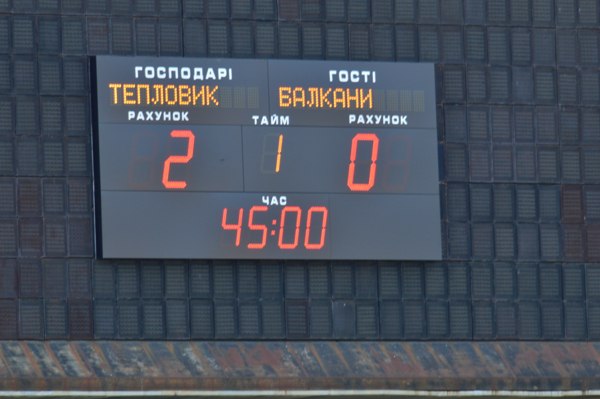 ГОСПОДАРІ ГОСТІ
ТЕПЛОВИК БАЛКАНИ
РАХУНОК ТАЙМ РАХУНОК
2 1 0
ЧАС
45:00